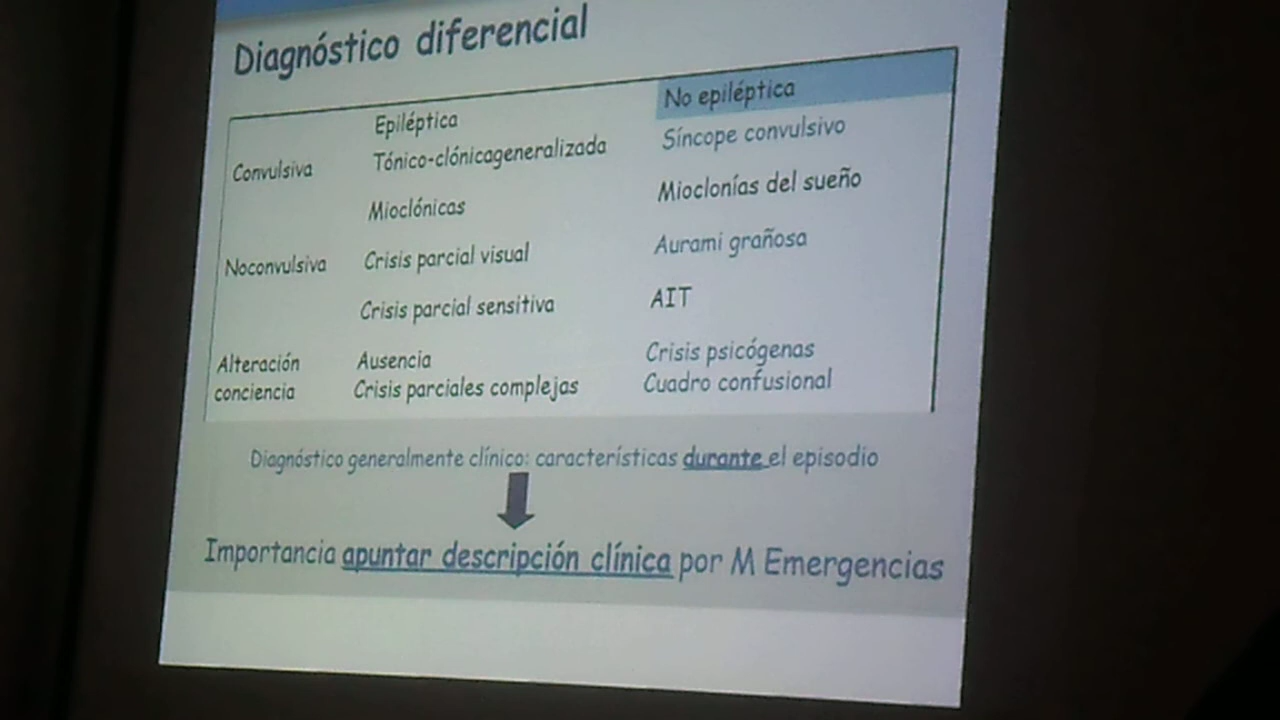 Diagnóstico diferencial
Epiléptica No epiléptica
Convulsiva Tónico-clónicageneralizada Síncope convulsivo
Mioclónicas Mioclonías del sueño
Noconvulsiva Crisis parcial visual Aurami grañosa
Crisis parcial sensitiva AIT
Alteración Ausencia Crisis psicógenas
conciencia Crisis parciales complejas Cuadro confusional
Diagnóstico generalmente clínico: características durante el episodio
Importancia apuntar descripción clínica por M Emergencias